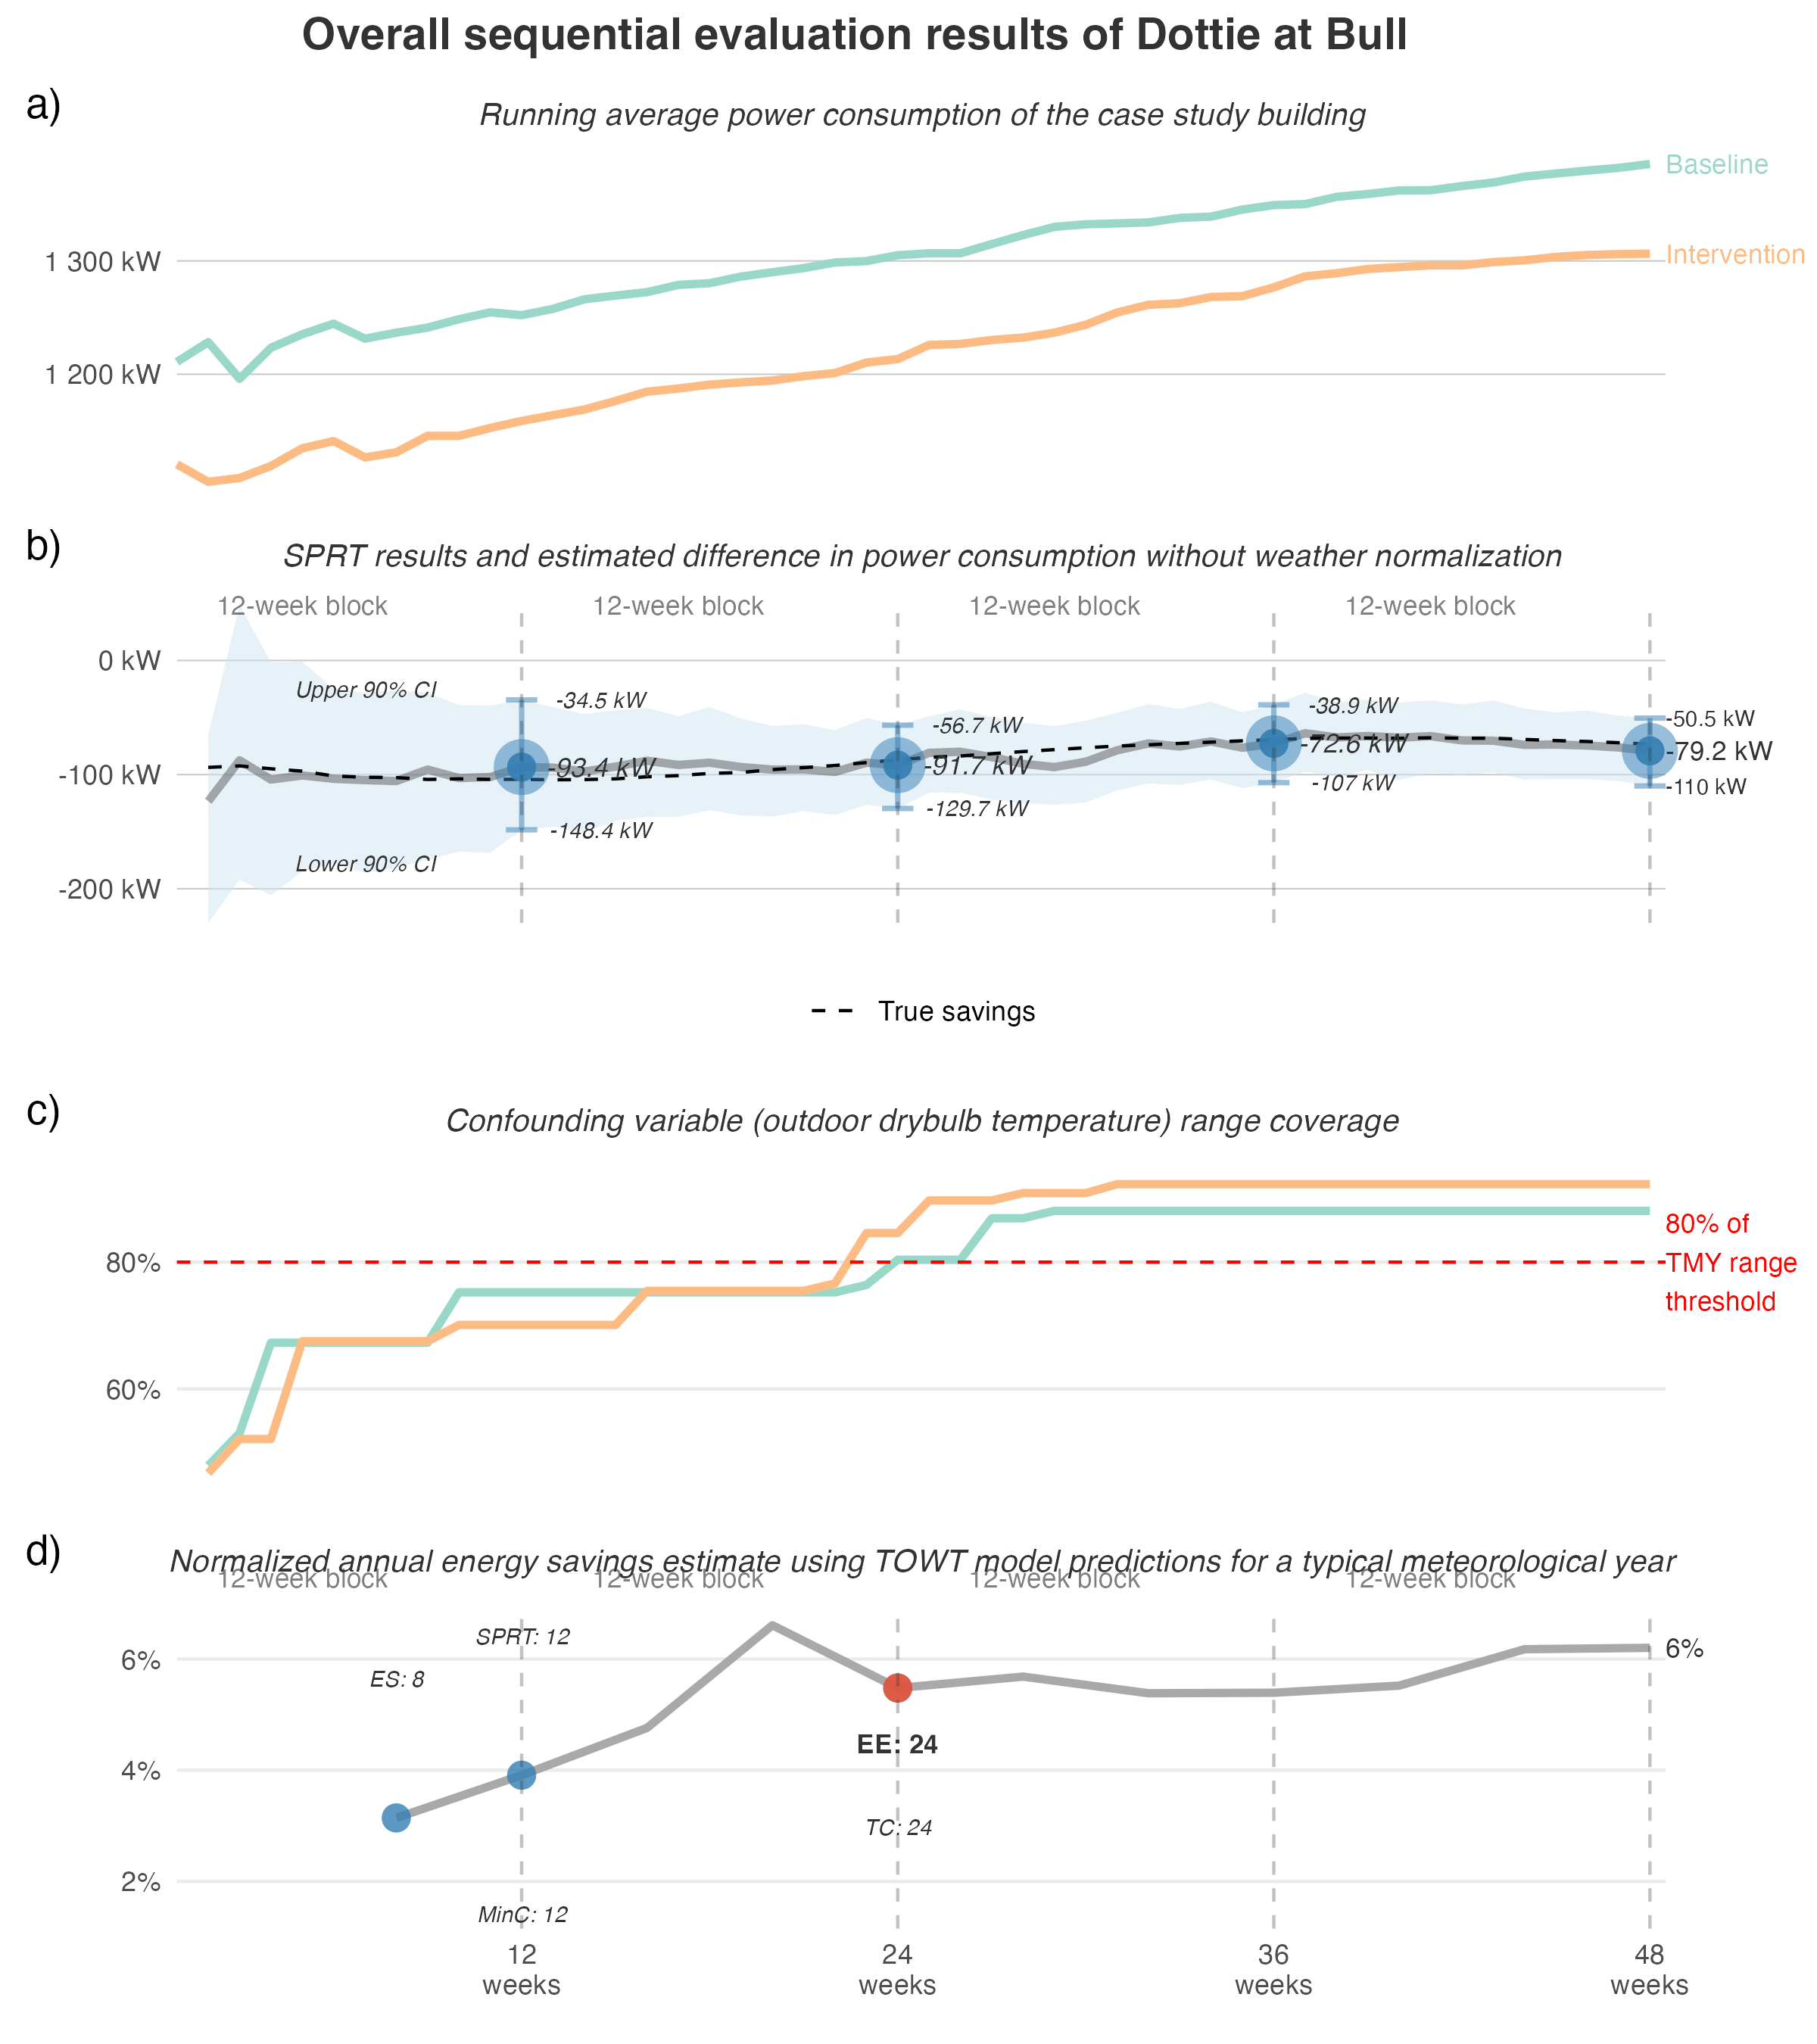 Overall sequential evaluation results of Dottie at Bull
a)
Running average power consumption of the case study building
Baseline
1 300 kW
Intervention
1 200 kW
b)
SPRT results and estimated difference in power consumption without weather normalization
12-week block 12-week block 12-week block 12-week block
0 kW
Upper 90% CI
-34.5 kW
-56.7 kW
-38.9 kW
-50.5 kW
-100 kW
-93.4 kW
-91.7 kW
-72.6 kW
-79.2 kW
-148.4 kW
-129.7 kW
-107 kW
-110 kW
Lower 90% CI
-200 kW
True savings
c)
Confounding variable (outdoor drybulb temperature) range coverage
80%
60%
80% of
TMY range
threshold
d)
Normalized annual energy savings estimate using TOWT model predictions for a typical meteorological year
12-week block 12-week block 12-week block 12-week block
SPRT: 12
6%
6%
ES: 8
EE: 24
4%
TC: 24
2%
MinC: 12
12
weeks
24
weeks
36
weeks
48
weeks